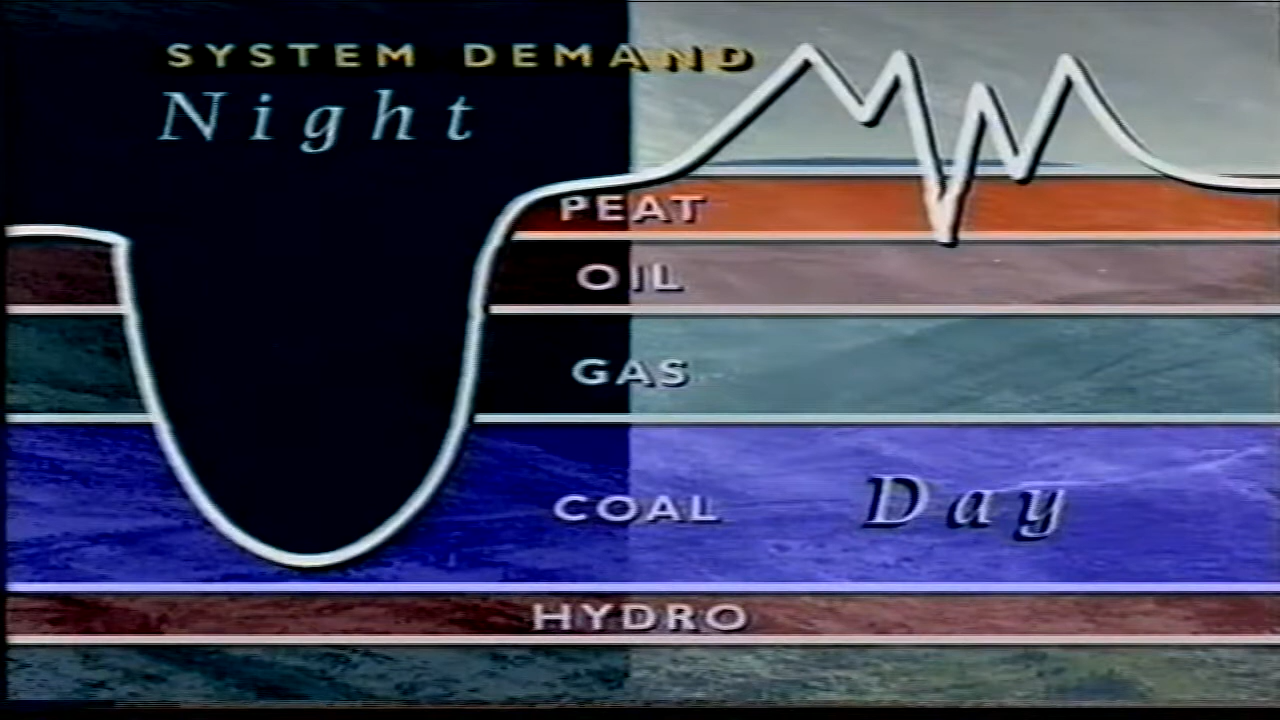 SYSTEM DEMAND
Night
PEAT
OIL
GAS
COAL
Day
HYDRO